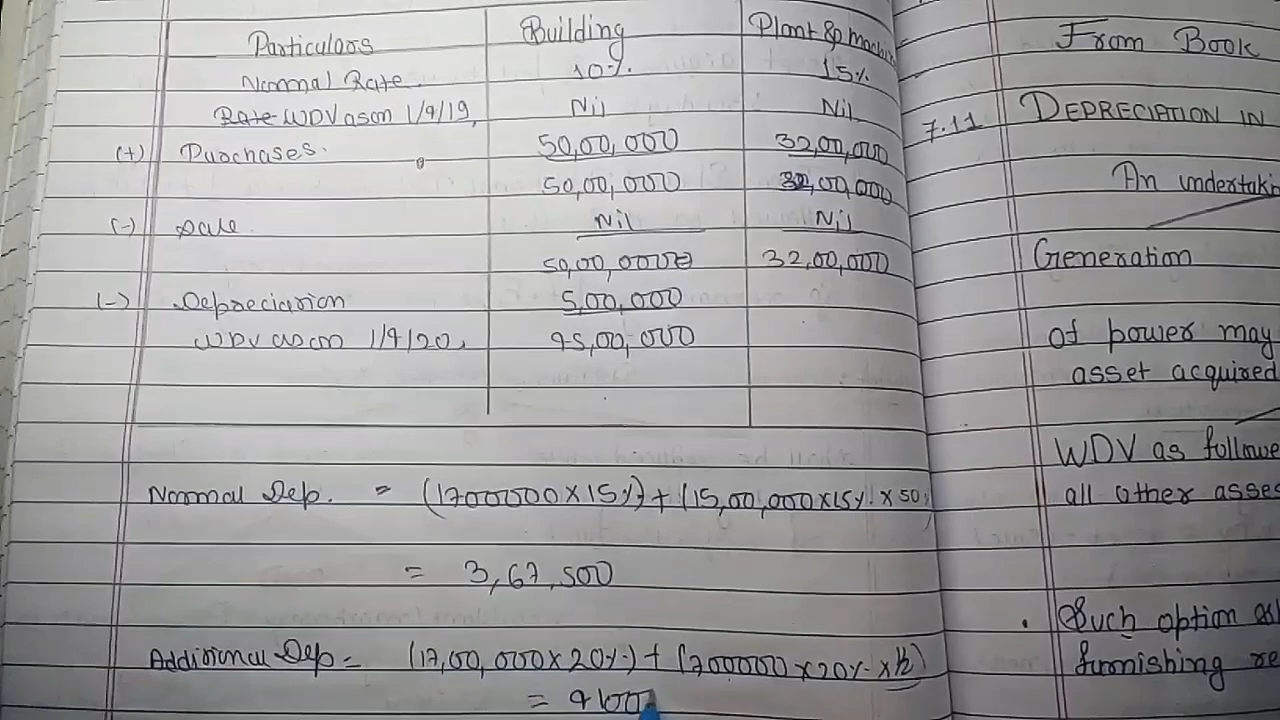 Particulars Building Plant & machin
Normal Rate 10% 15%
Rate WDV as on 1/4/19, Nil Nil
(+) Purchases. 50,00,000 32,00,000
50,00,000 32,00,000
(-) Sale. Nil Nil
50,00,000 32,00,000
(-) Depreciation 5,00,000
WDV as on 1/4/20, 45,00,000
Normal Dep. = (1700000 x 15%) + (15,00,000 x 15% x 50%
= 3,67,500
Additional Dep = (17,00,000 x 20%) + (700000 x 20% x ½)
= 4100
From Book
7.11 DEPRECIATION IN
An undertakin
Generation
of power may
asset acquired
WDV as follows
all other asse
. Such option as
furnishing re